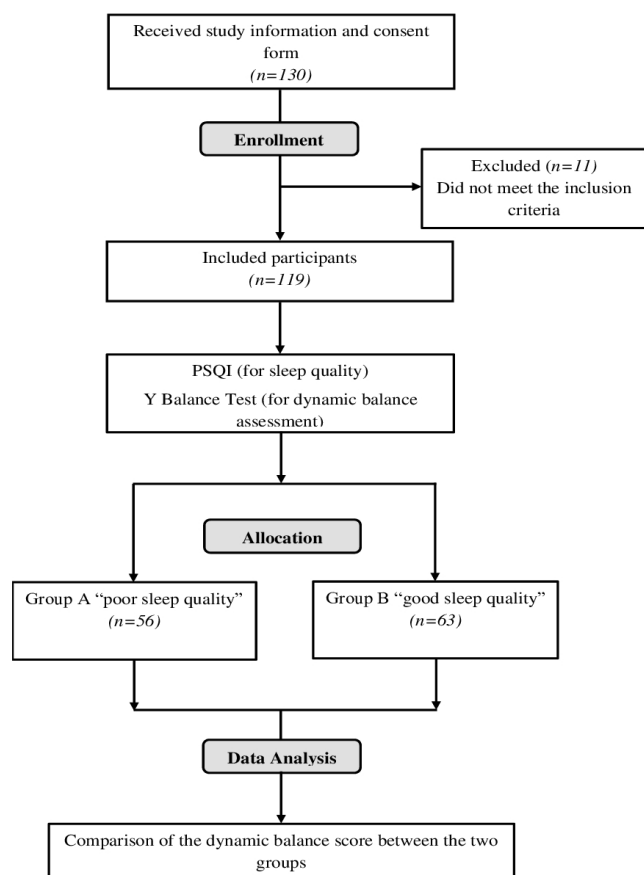 Received study information and consent
form
(n=130)
Enrollment
Excluded (n=11)
Did not meet the inclusion
criteria
Included participants
(n=119)
PSQI (for sleep quality)
Y Balance Test (for dynamic balance
assessment)
Allocation
Group A “poor sleep quality”
(n=56)
Group B “good sleep quality”
(n=63)
Data Analysis
Comparison of the dynamic balance score between the two
groups